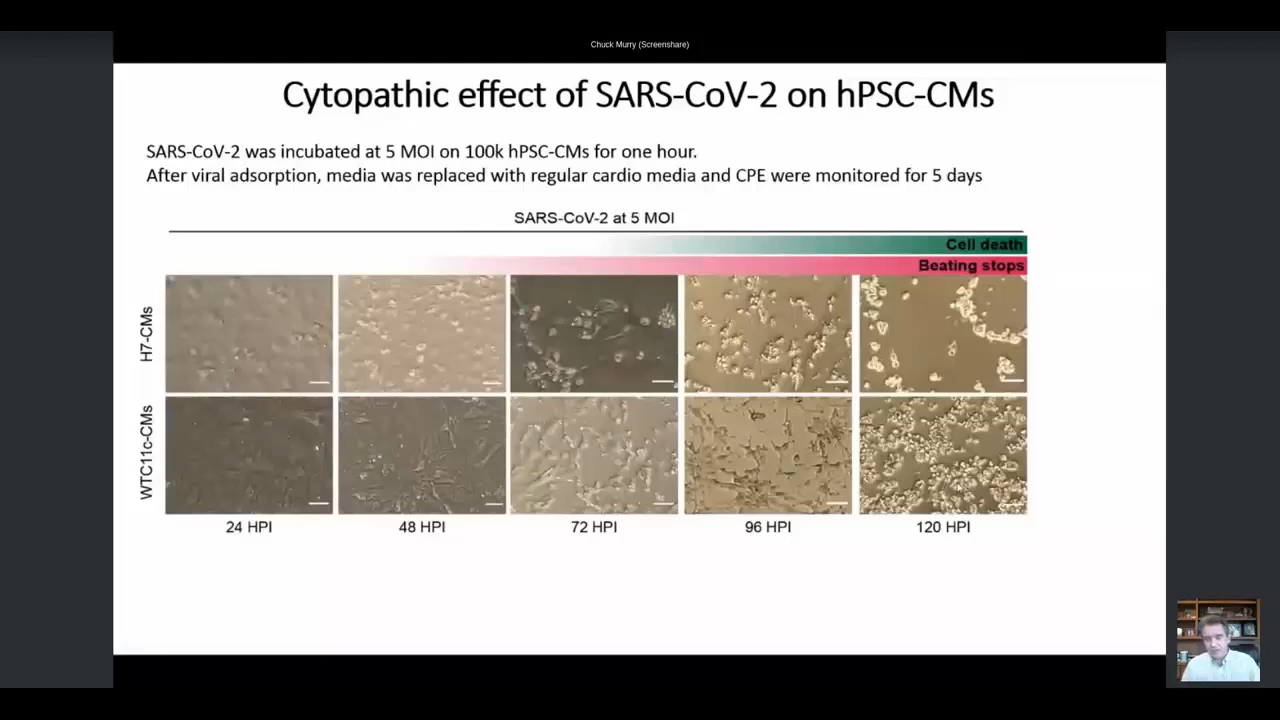 Chuck Murry (Screenshare)
Cytopathic effect of SARS-CoV-2 on hPSC-CMs
SARS-CoV-2 was incubated at 5 MOI on 100k hPSC-CMs for one hour.
After viral adsorption, media was replaced with regular cardio media and CPE were monitored for 5 days
SARS-CoV-2 at 5 MOI
Cell death
Beating stops
H7-CMs
WTC11c-CMs
24 HPI
48 HPI
72 HPI
96 HPI
120 HPI